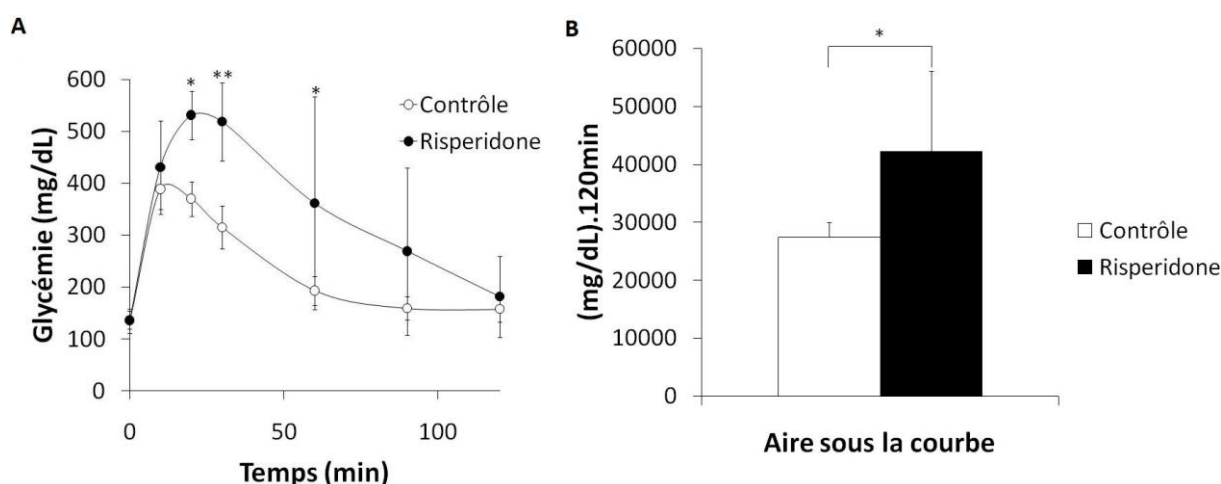 A
Glycémie (mg/dL)
600
500
400
300
200
100
0
*
**
*
Contrôle
Risperidone
0
50
100
Temps (min)
B
(mg/dL).120min
60000
50000
40000
30000
20000
10000
0
*
Contrôle
Risperidone
Aire sous la courbe